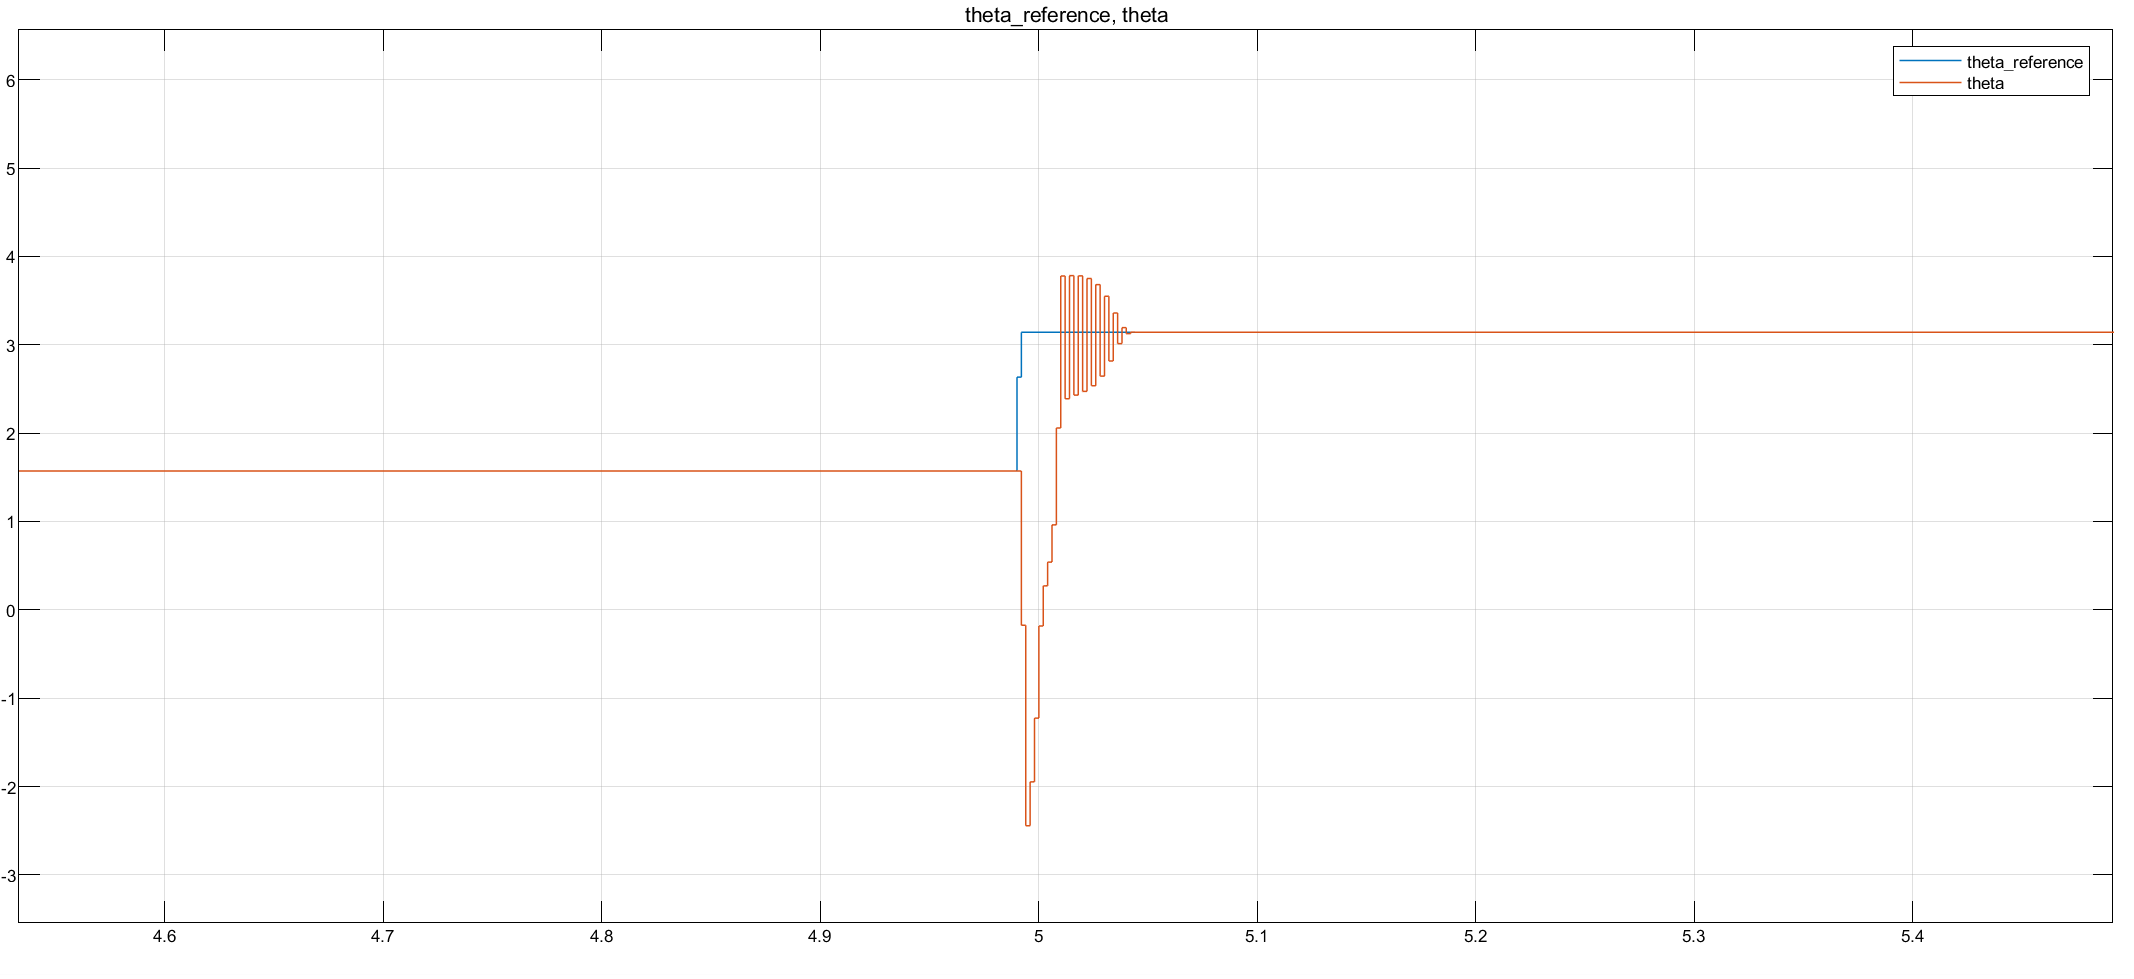 theta_reference, theta
theta_reference
theta
6
5
4
3
2
1
0
-1
-2
-3
4.6 4.7 4.8 4.9 5 5.1 5.2 5.3 5.4